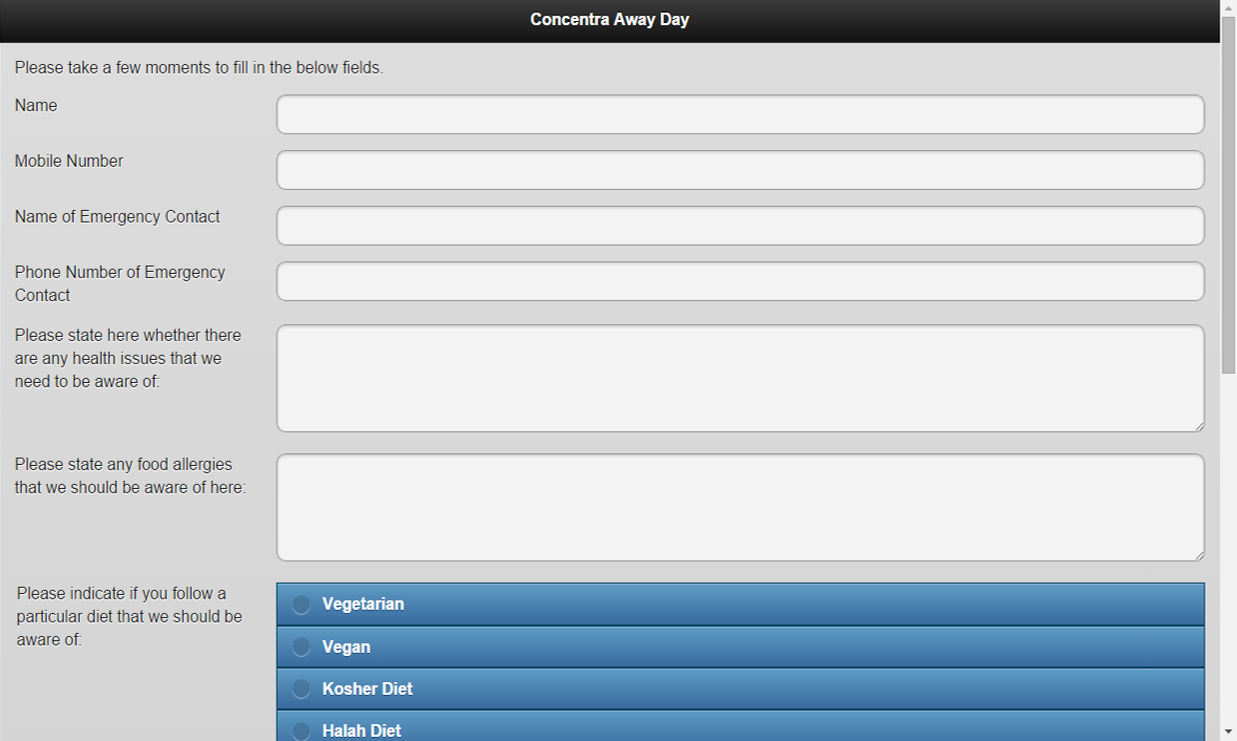 Concentra Away Day
Please take a few moments to fill in the below fields.
Name
Mobile Number
Name of Emergency Contact
Phone Number of Emergency
Contact
Please state here whether there
are any health issues that we
need to be aware of:
Please state any food allergies
that we should be aware of here:
Please indicate if you follow a
particular diet that we should be
aware of:
Vegetarian
Vegan
Kosher Diet
Halah Diet